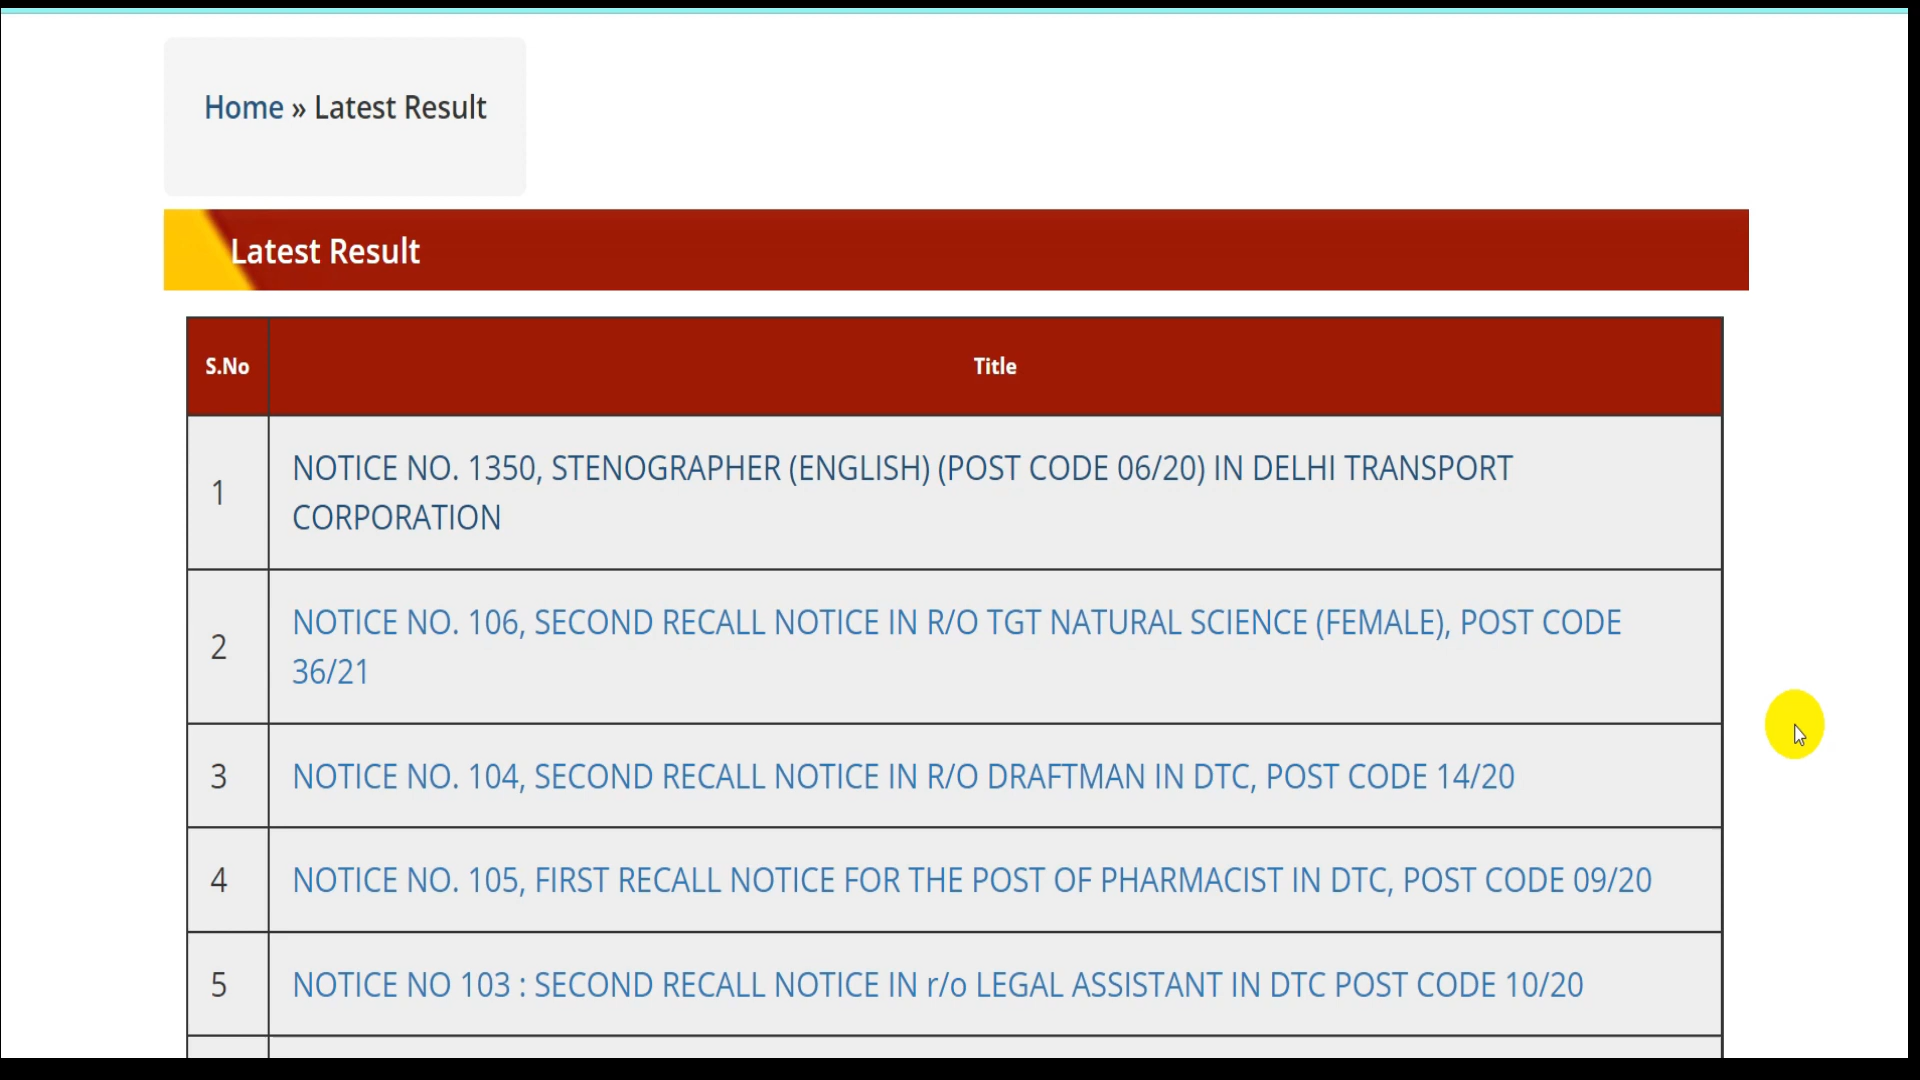 Home » Latest Result
Latest Result
S.No Title
1 NOTICE NO. 1350, STENOGRAPHER (ENGLISH) (POST CODE 06/20) IN DELHI TRANSPORT
CORPORATION
2 NOTICE NO. 106, SECOND RECALL NOTICE IN R/O TGT NATURAL SCIENCE (FEMALE), POST CODE
36/21
3 NOTICE NO. 104, SECOND RECALL NOTICE IN R/O DRAFTMAN IN DTC, POST CODE 14/20
4 NOTICE NO. 105, FIRST RECALL NOTICE FOR THE POST OF PHARMACIST IN DTC, POST CODE 09/20
5 NOTICE NO 103 : SECOND RECALL NOTICE IN r/o LEGAL ASSISTANT IN DTC POST CODE 10/20